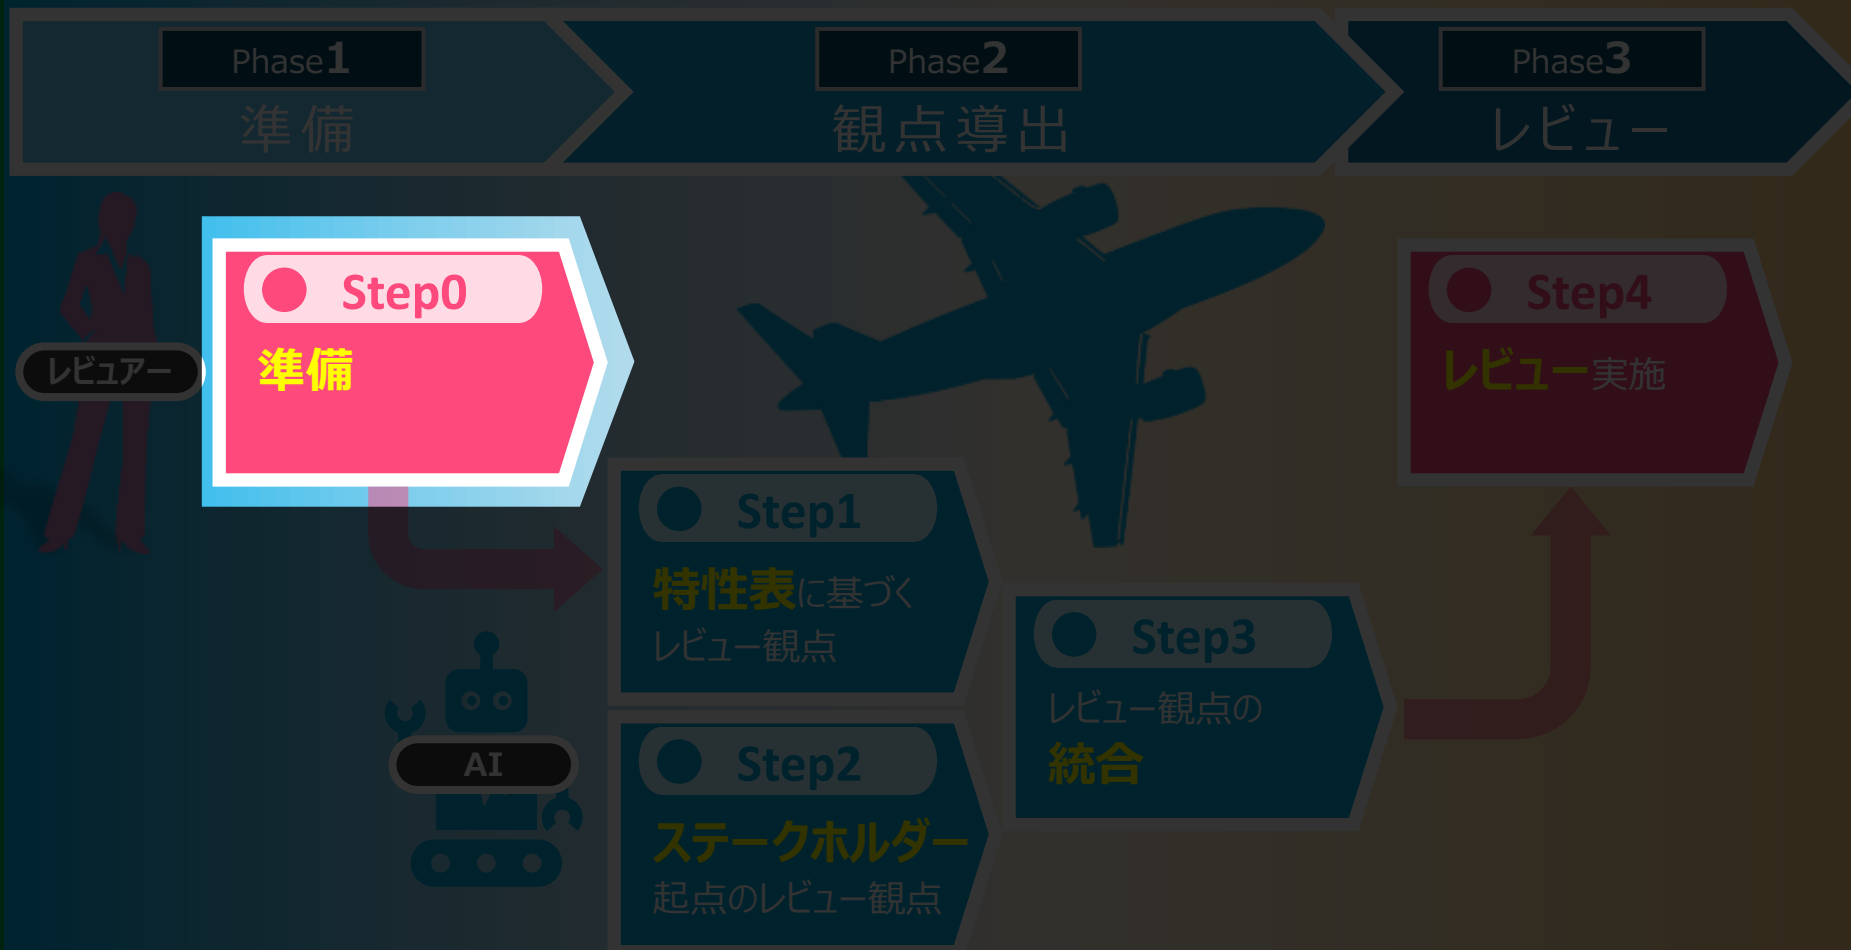 Phase1
準備
Phase2
観点導出
Phase3
レビュー
レビュアー
Step0
準備
Step4
レビュー実施
Step1
特性表に基づく
レビュー観点
Step3
レビュー観点の
統合
AI
Step2
ステークホルダー
起点のレビュー観点